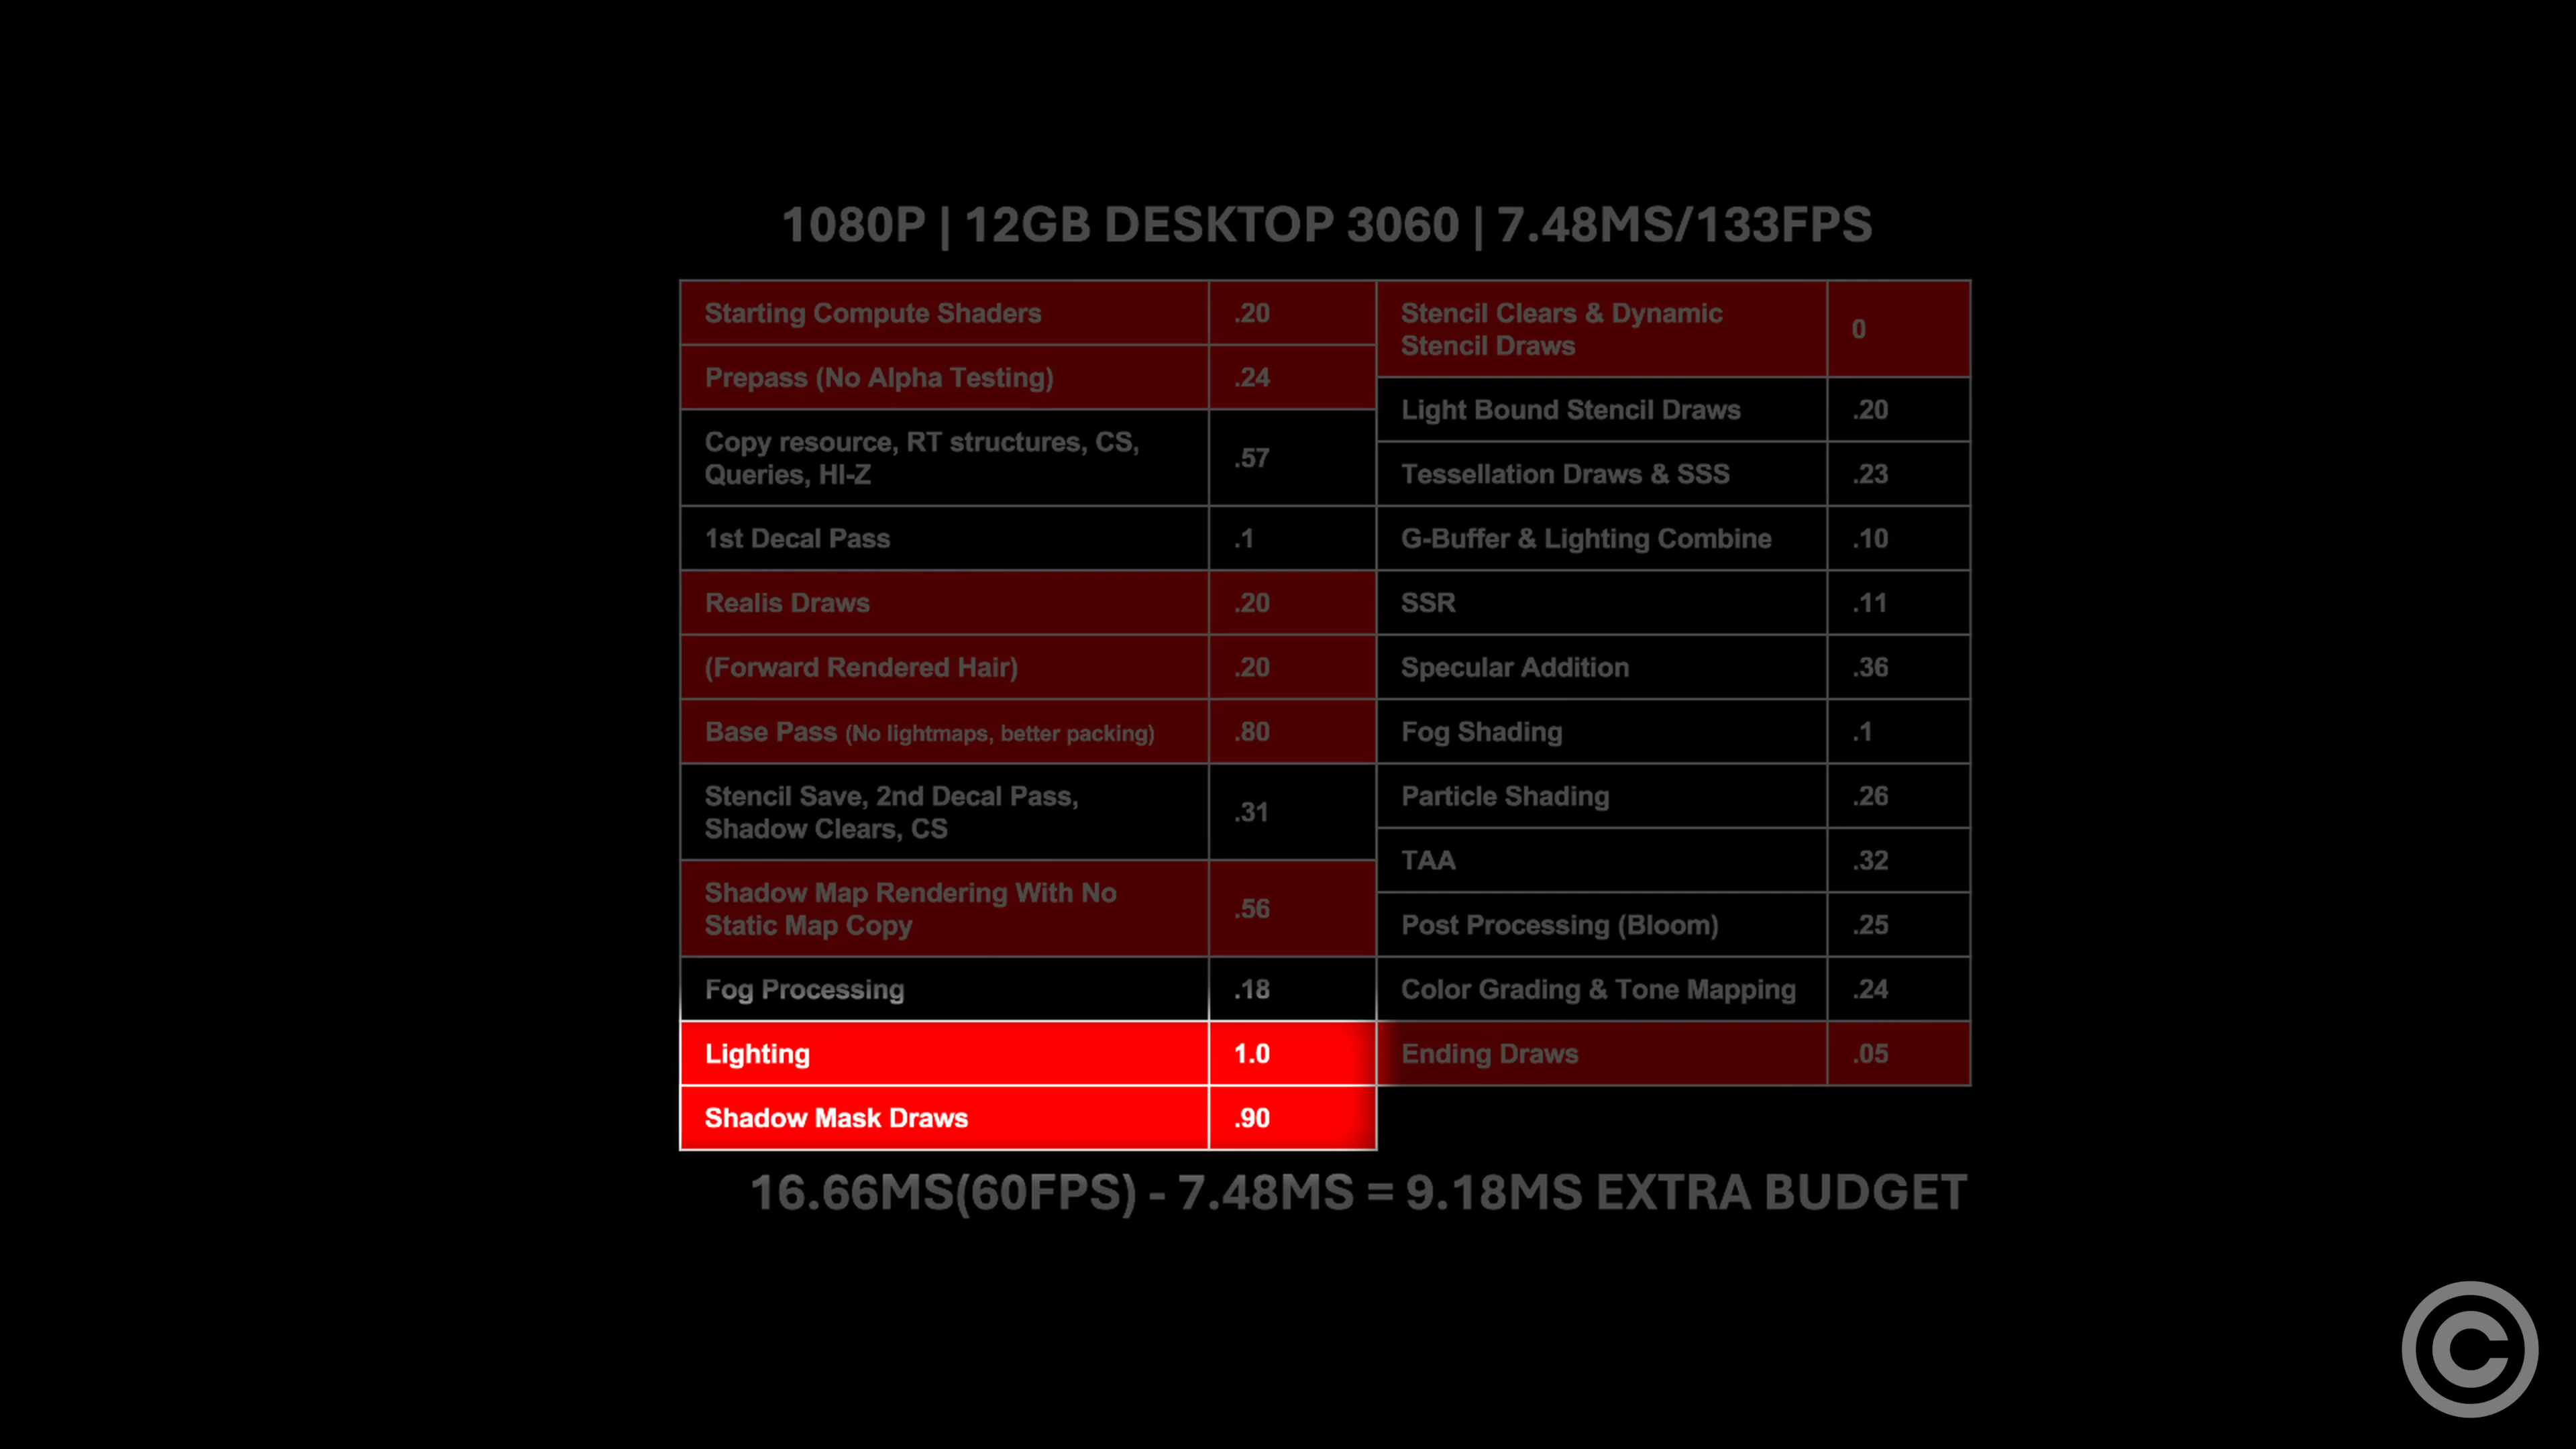 1080P | 12GB DESKTOP 3060 | 7.48MS/133FPS
Starting Compute Shaders .20
Prepass (No Alpha Testing) .24
Copy resource, RT structures, CS,
Queries, HI-Z .57
1st Decal Pass .1
Realis Draws .20
(Forward Rendered Hair) .20
Base Pass (No lightmaps, better packing) .80
Stencil Save, 2nd Decal Pass,
Shadow Clears, CS .31
Shadow Map Rendering With No
Static Map Copy .56
Fog Processing .18
Lighting 1.0
Shadow Mask Draws .90
Stencil Clears & Dynamic
Stencil Draws 0
Light Bound Stencil Draws .20
Tessellation Draws & SSS .23
G-Buffer & Lighting Combine .10
SSR .11
Specular Addition .36
Fog Shading .1
Particle Shading .26
TAA .32
Post Processing (Bloom) .25
Color Grading & Tone Mapping .24
Ending Draws .05
16.66MS(60FPS) - 7.48MS = 9.18MS EXTRA BUDGET
©